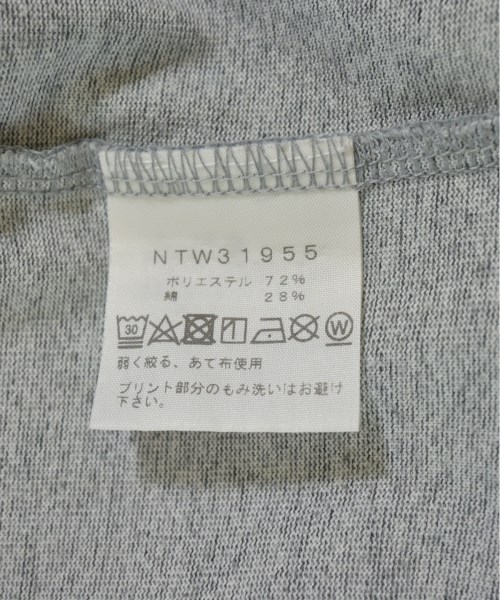 NTW31955
ポリエステル 72%
綿 28%
30 W
弱く絞る、あて布使用
プリント部分のもみ洗いはお避け
下さい。